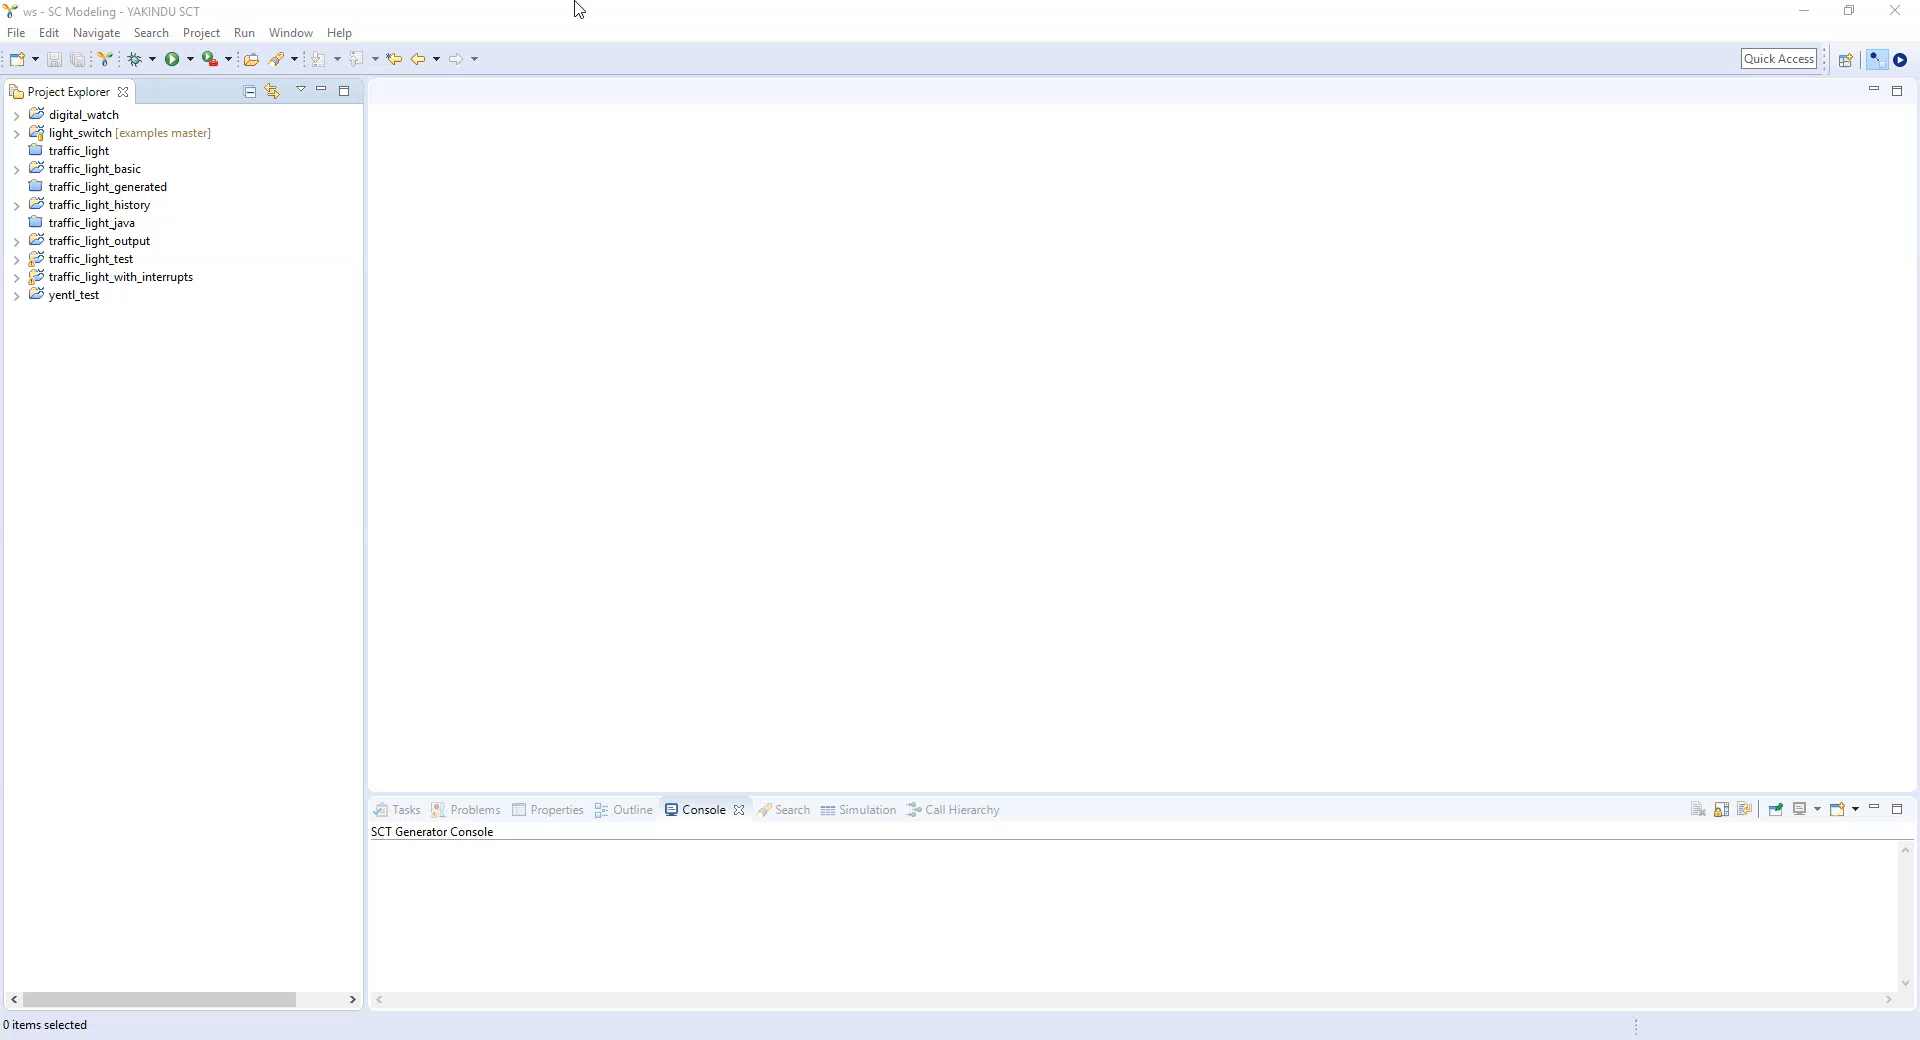 ws - SC Modeling - YAKINDU SCT
File Edit Navigate Search Project Run Window Help
Quick Access
Project Explorer
digital_watch
light_switch [examples master]
traffic_light
traffic_light_basic
traffic_light_generated
traffic_light_history
traffic_light_java
traffic_light_output
traffic_light_test
traffic_light_with_interrupts
yentl_test
Tasks Problems Properties Outline Console Search Simulation Call Hierarchy
SCT Generator Console
0 items selected